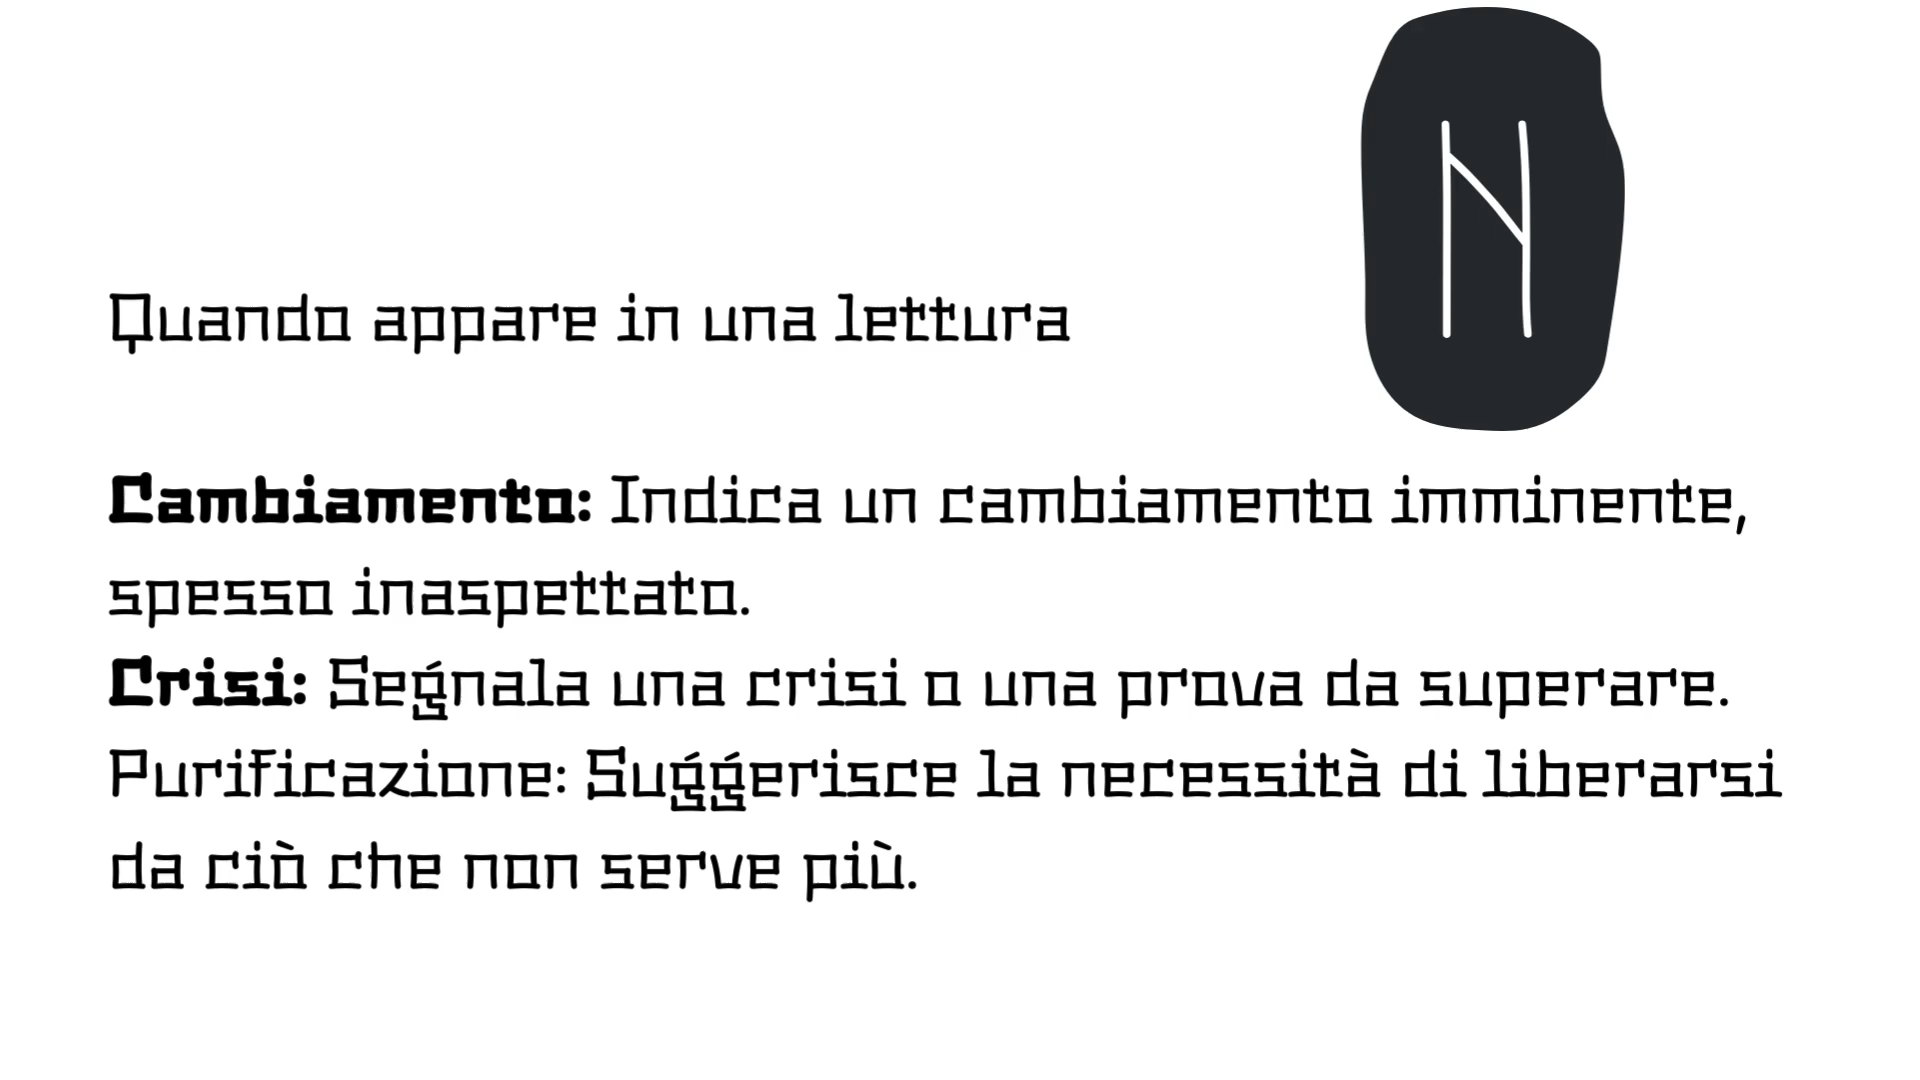 ᚺ
Quando appare in una lettura
Cambiamento: Indica un cambiamento imminente,
spesso inaspettato.
Crisi: Segnala una crisi o una prova da superare.
Purificazione: Suggerisce la necessità di liberarsi
da ciò che non serve più.